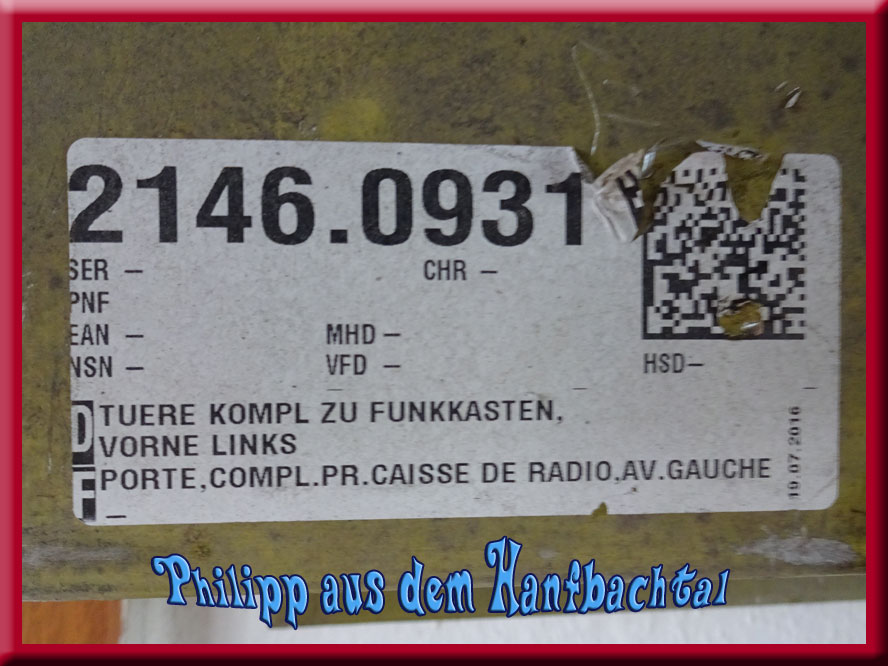 2146.0931
SER – CHR –
PNF
EAN – MHD –
NSN – VFD – HSD–
D TUERE KOMPL ZU FUNKKASTEN,
VORNE LINKS
F PORTE,COMPL.PR.CAISSE DE RADIO,AV.GAUCHE
–
19.07.2016
Philipp aus dem Hanfbachtal